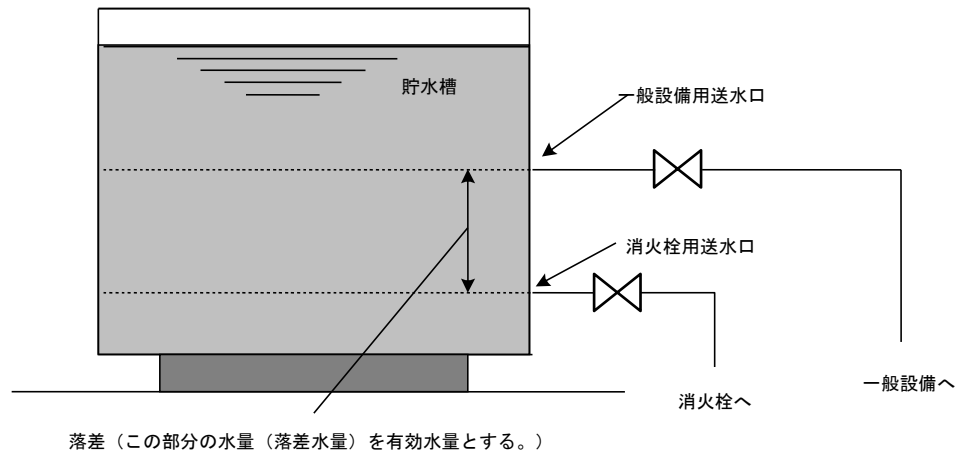 貯水槽
一般設備用送水口
消火栓用送水口
一般設備へ
消火栓へ
落差（この部分の水量（落差水量）を有効水量とする。）